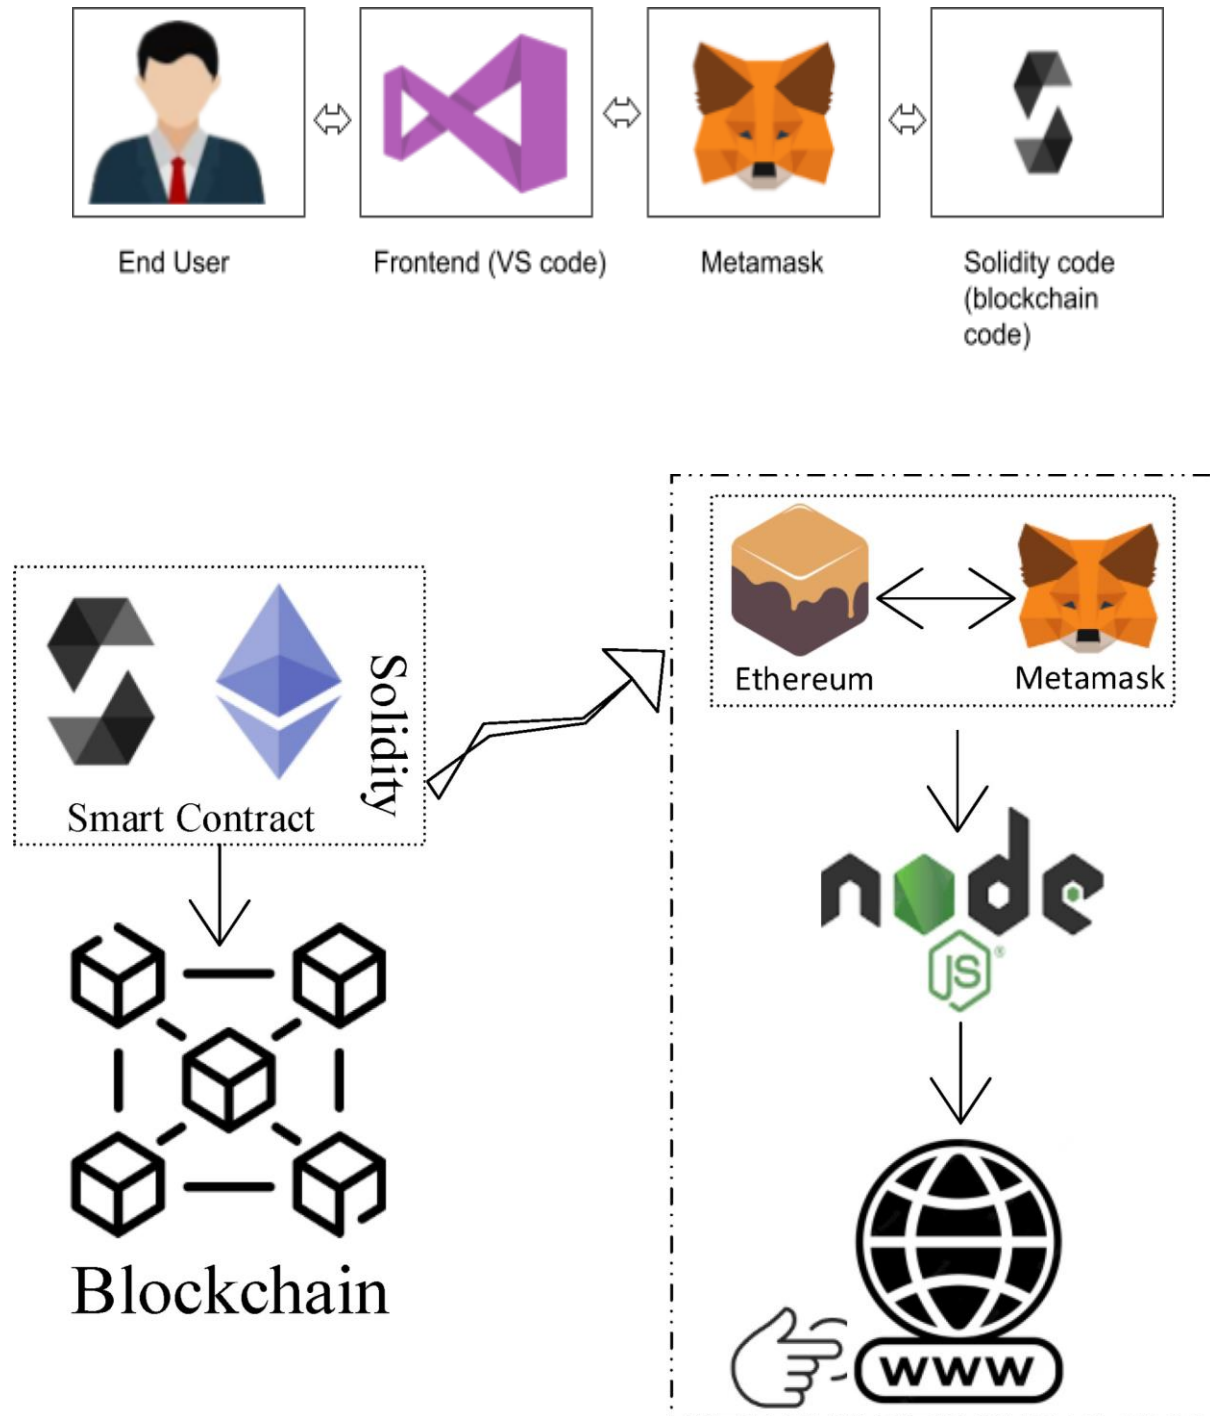 End User
Frontend (VS code)
Metamask
Solidity code
(blockchain
code)
Ethereum
Metamask
Solidity
Smart Contract
node
JS®
Blockchain
WWW